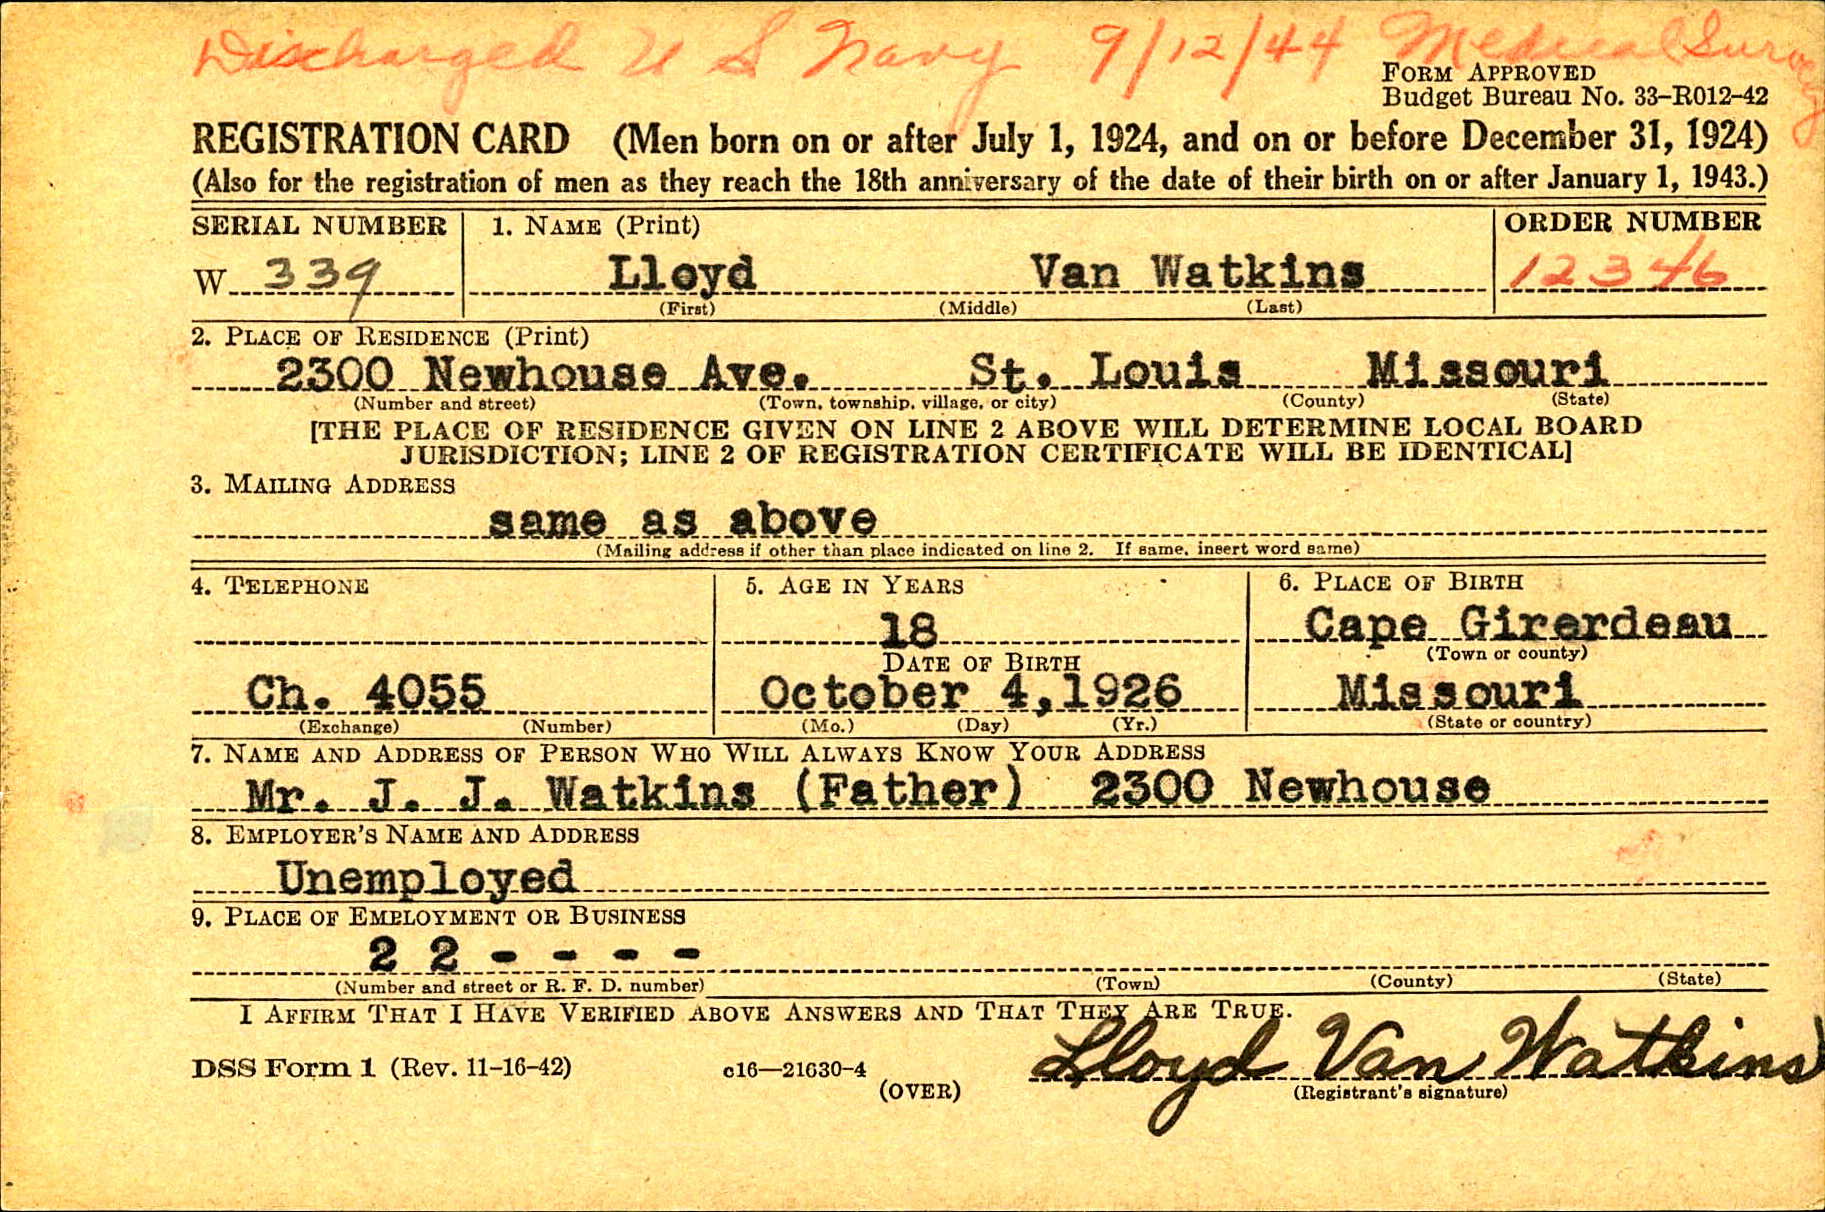 Discharged U S Navy 9/12/44 Medical Survey
FORM APPROVED
Budget Bureau No. 33-R012-42
REGISTRATION CARD (Men born on or after July 1, 1924, and on or before December 31, 1924)
(Also for the registration of men as they reach the 18th anniversary of the date of their birth on or after January 1, 1943.)
SERIAL NUMBER 1. NAME (Print) ORDER NUMBER
W 339 Lloyd Van Watkins 12346
(First) (Middle) (Last)
2. PLACE OF RESIDENCE (Print)
2300 Newhouse Ave. St. Louis Missouri
(Number and street) (Town, township, village, or city) (County) (State)
[THE PLACE OF RESIDENCE GIVEN ON LINE 2 ABOVE WILL DETERMINE LOCAL BOARD
JURISDICTION; LINE 2 OF REGISTRATION CERTIFICATE WILL BE IDENTICAL]
3. MAILING ADDRESS
same as above
(Mailing address if other than place indicated on line 2. If same, insert word same)
4. TELEPHONE 5. AGE IN YEARS 6. PLACE OF BIRTH
18 Cape Girerdeau
DATE OF BIRTH (Town or county)
Ch. 4055 October 4,1926 Missouri
(Exchange) (Number) (Mo.) (Day) (Yr.) (State or country)
7. NAME AND ADDRESS OF PERSON WHO WILL ALWAYS KNOW YOUR ADDRESS
Mr. J. J. Watkins (Father) 2300 Newhouse
8. EMPLOYER'S NAME AND ADDRESS
Unemployed
9. PLACE OF EMPLOYMENT OR BUSINESS
2 2 - - - -
(Number and street or R. F. D. number) (Town) (County) (State)
I AFFIRM THAT I HAVE VERIFIED ABOVE ANSWERS AND THAT THEY ARE TRUE.
DSS Form 1 (Rev. 11-16-42) c16—21630-4 Lloyd Van Watkins
(OVER) (Registrant's signature)